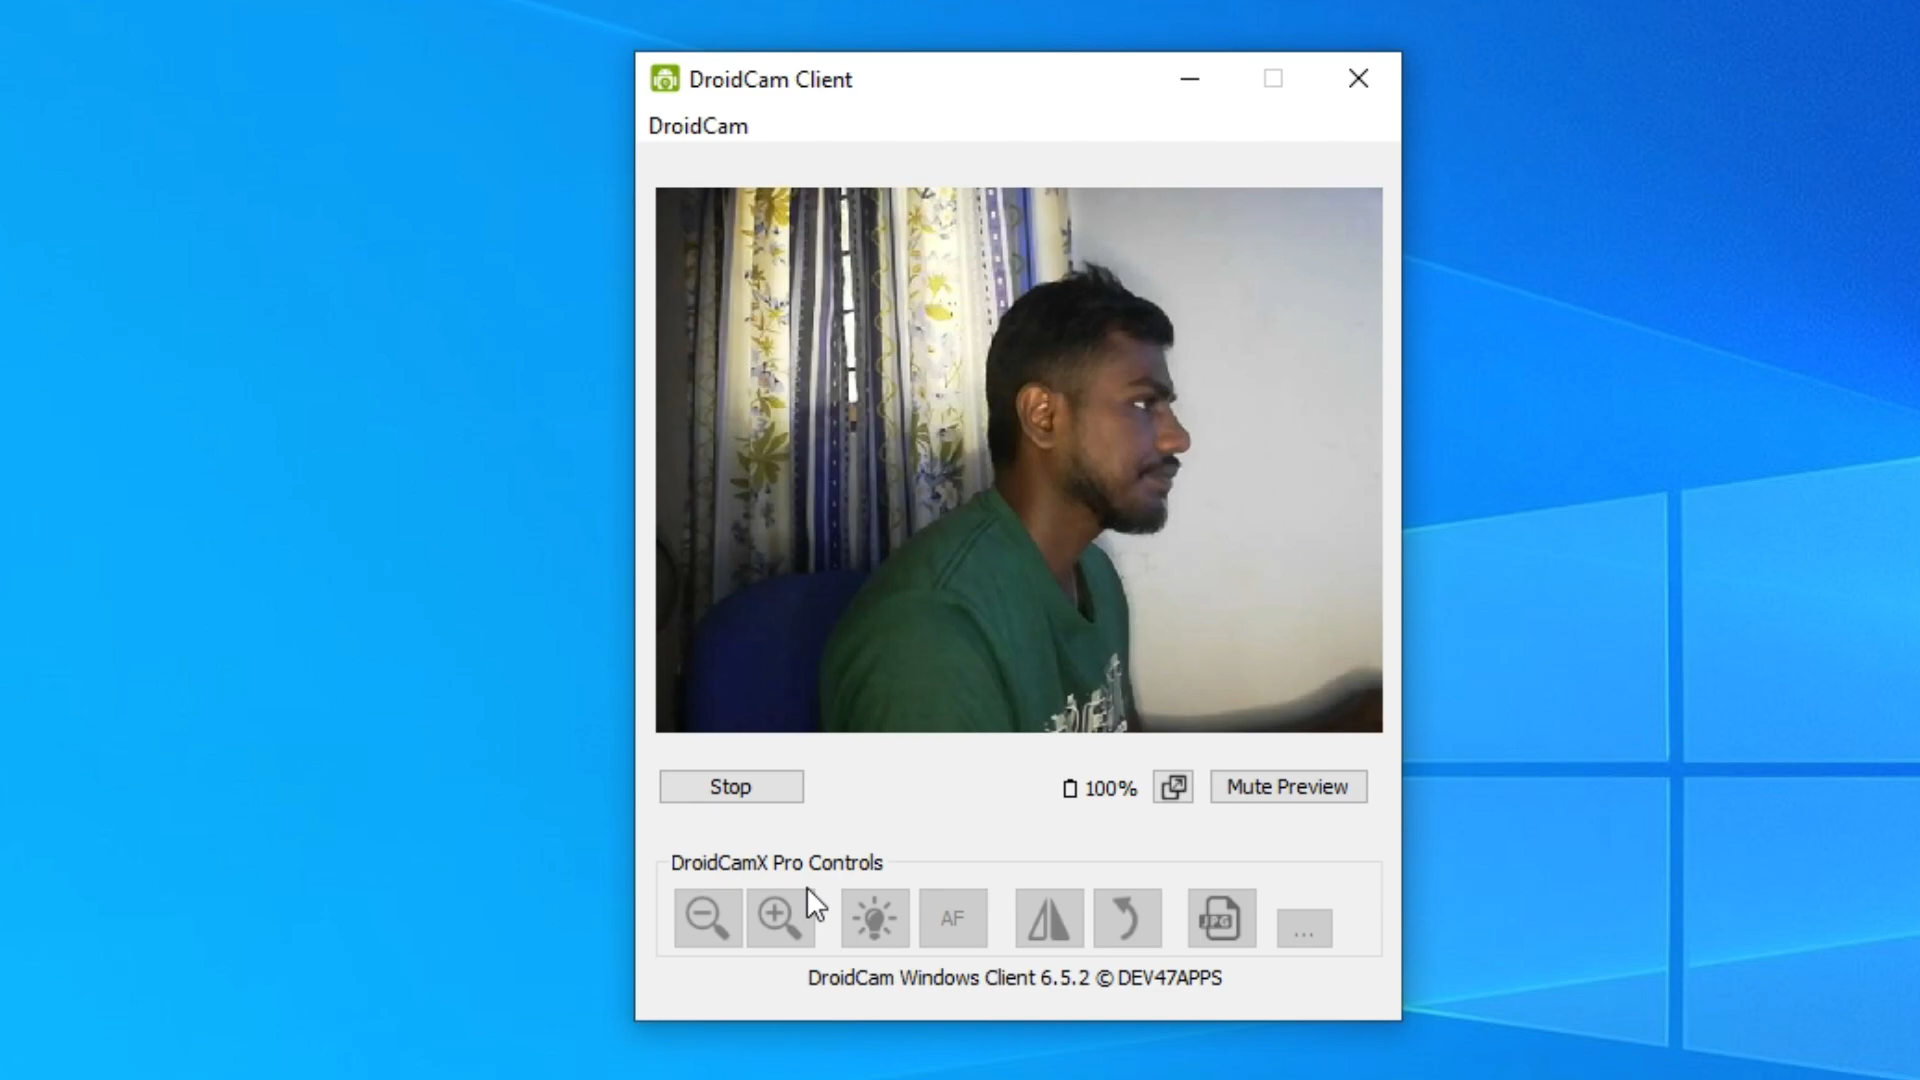 DroidCam Client
DroidCam
Stop
100%
Mute Preview
DroidCamX Pro Controls
AF
JPG
...
DroidCam Windows Client 6.5.2 © DEV47APPS